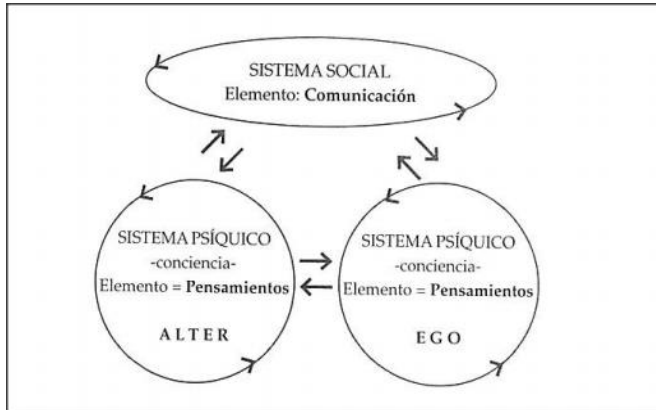 SISTEMA SOCIAL
Elemento: Comunicación
SISTEMA PSÍQUICO
-conciencia-
Elemento = Pensamientos
ALTER
SISTEMA PSÍQUICO
-conciencia-
Elemento = Pensamientos
EGO